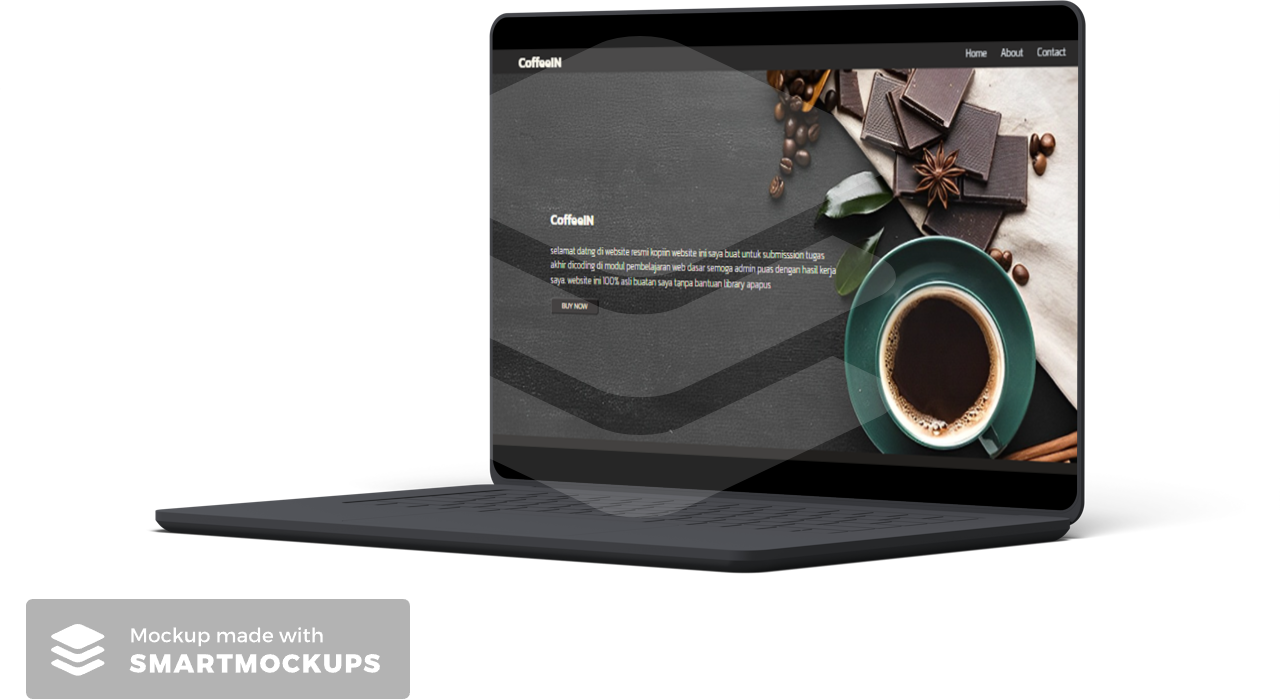 CoffeeIN
Home About Contact
CoffeeIN
selamat datng di website resmi kopiin website ini saya buat untuk submisssion tugas
akhir dicoding di modul pembelajaran web dasar semoga admin puas dengan hasil kerja
saya. website ini 100% asli buatan saya tanpa bantuan library apapus
BUY NOW
Mockup made with
SMARTMOCKUPS